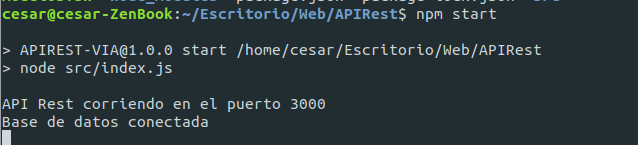 cesar@cesar-ZenBook:~/Escritorio/Web/APIRest$ npm start
> APIREST-VIA@1.0.0 start /home/cesar/Escritorio/Web/APIRest
> node src/index.js
API Rest corriendo en el puerto 3000
Base de datos conectada